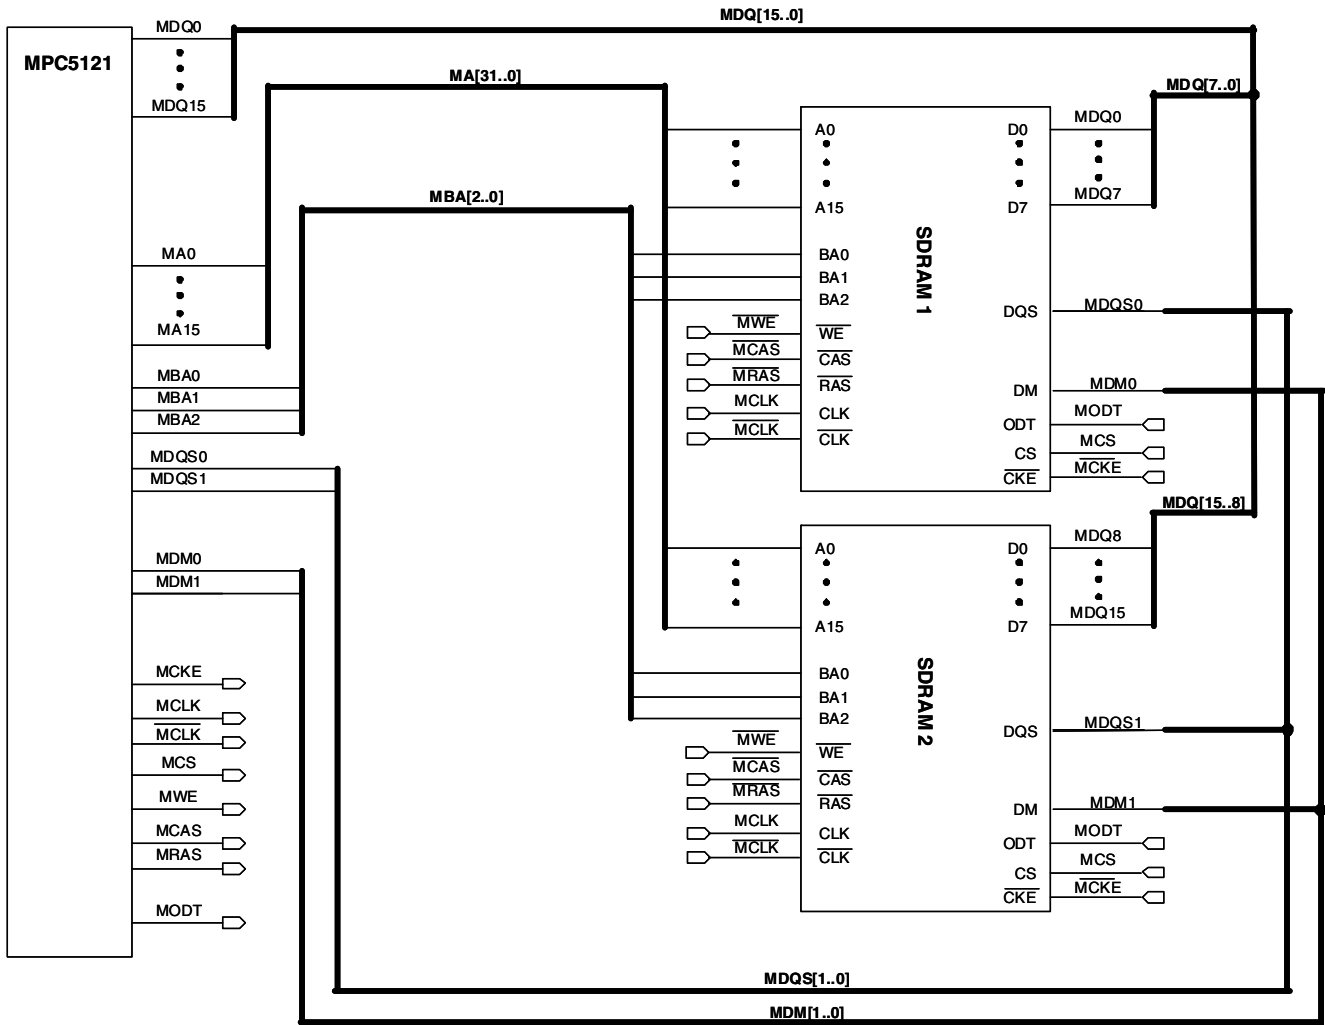 MDQ[15..0]
MPC5121
MDQ0
MDQ15
MA[31..0]
MBA[2..0]
MA0
MA15
MBA0
MBA1
MBA2
MDQS0
MDQS1
MDM0
MDM1
MCKE
MCLK
MCLK
MCS
MWE
MCAS
MRAS
MODT
MDQ[7..0]
SDRAM 1
A0
A15
BA0
BA1
BA2
MWE
WE
MCAS
CAS
MRAS
RAS
MCLK
CLK
MCLK
CLK
D0
MDQ0
D7
MDQ7
DQS
MDQS0
DM
MDM0
ODT
MODT
CS
MCS
CKE
MCKE
MDQ[15..8]
SDRAM 2
A0
A15
BA0
BA1
BA2
MWE
WE
MCAS
CAS
MRAS
RAS
MCLK
CLK
MCLK
CLK
D0
MDQ8
D7
MDQ15
DQS
MDQS1
DM
MDM1
ODT
MODT
CS
MCS
CKE
MCKE
MDQS[1..0]
MDM[1..0]